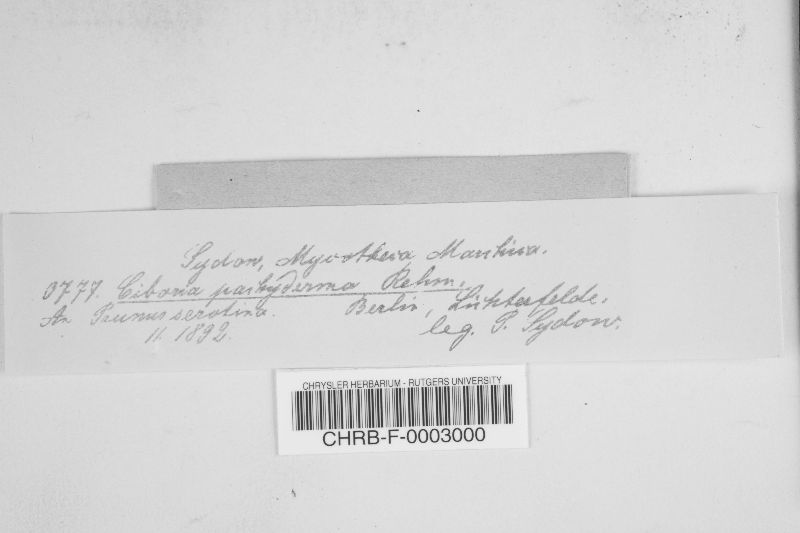 Sydow, Mycotheca Marchica.
3777. Ciboria pachyderma Rehm.
An Prunus serotina. Berlin, Lichterfelde.
11. 1892. leg. P. Sydow.
CHRYSLER HERBARIUM - RUTGERS UNIVERSITY
CHRB-F-0003000